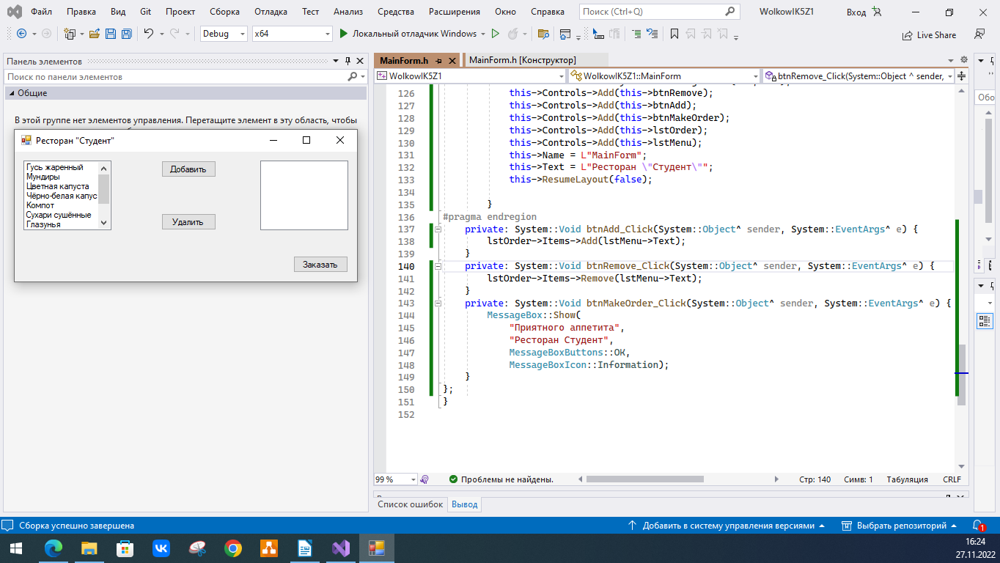 Файл Правка Вид Git Проект Сборка Отладка Тест Анализ Средства Расширения Окно Справка Поиск (Ctrl+Q) WolkowIK5Z1 Вход
Debug x64 Локальный отладчик Windows Live Share
Панель элементов
Поиск по панели элементов
Общие
В этой группе нет элементов управления. Перетащите элемент в эту область, чтобы
Ресторан "Студент"
Гусь жаренный
Мундиры
Цветная капуста
Чёрно-белая капус
Компот
Сухари сушённые
Глазунья
Добавить
Удалить
Заказать
MainForm.h MainForm.h [Конструктор]
WolkowIK5Z1 WolkowIK5Z1::MainForm btnRemove_Click(System::Object ^ sender,
126 this->Controls->Add(this->btnRemove);
127 this->Controls->Add(this->btnAdd);
128 this->Controls->Add(this->btnMakeOrder);
129 this->Controls->Add(this->lstOrder);
130 this->Controls->Add(this->lstMenu);
131 this->Name = L"MainForm";
132 this->Text = L"Ресторан \"Студент\"";
133 this->ResumeLayout(false);
134
135 }
136 #pragma endregion
137 private: System::Void btnAdd_Click(System::Object^ sender, System::EventArgs^ e) {
138 lstOrder->Items->Add(lstMenu->Text);
139 }
140 private: System::Void btnRemove_Click(System::Object^ sender, System::EventArgs^ e) {
141 lstOrder->Items->Remove(lstMenu->Text);
142 }
143 private: System::Void btnMakeOrder_Click(System::Object^ sender, System::EventArgs^ e) {
144 MessageBox::Show(
145 "Приятного аппетита",
146 "Ресторан Студент",
147 MessageBoxButtons::OK,
148 MessageBoxIcon::Information);
149 }
150 };
151 }
152
Обо
99 % Проблемы не найдены. Стр: 140 Симв: 1 Табуляция CRLF
Список ошибок Вывод
Сборка успешно завершена Добавить в систему управления версиями Выбрать репозиторий 1
16:24
27.11.2022